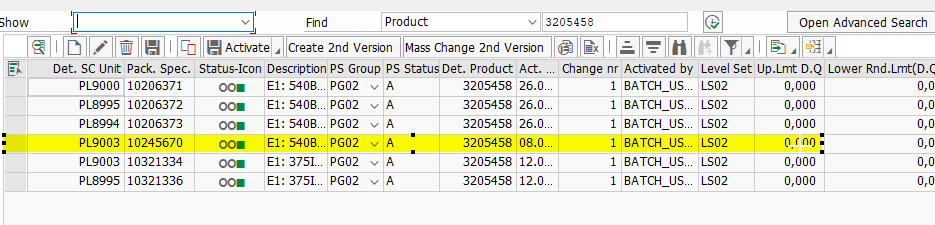 Show Find Product 3205458 Open Advanced Search
Activate Create 2nd Version Mass Change 2nd Version
Det. SC Unit Pack. Spec. Status-Icon Description PS Group PS Status Det. Product Act. ... Change nr Activated by Level Set Up.Lmt D.Q Lower Rnd.Lmt(D.Q
PL9000 10206371 E1: 540B... PG02 A 3205458 26.0... 1 BATCH_US... LS02 0,000 0,0
PL8995 10206372 E1: 540B... PG02 A 3205458 26.0... 1 BATCH_US... LS02 0,000 0,0
PL8994 10206373 E1: 540B... PG02 A 3205458 26.0... 1 BATCH_US... LS02 0,000 0,0
PL9003 10245670 E1: 540B... PG02 A 3205458 08.0... 1 BATCH_US... LS02 0,000 0,0
PL9003 10321334 E1: 375I... PG02 A 3205458 12.0... 1 BATCH_US... LS02 0,000 0,0
PL8995 10321336 E1: 375I... PG02 A 3205458 12.0... 1 BATCH_US... LS02 0,000 0,0